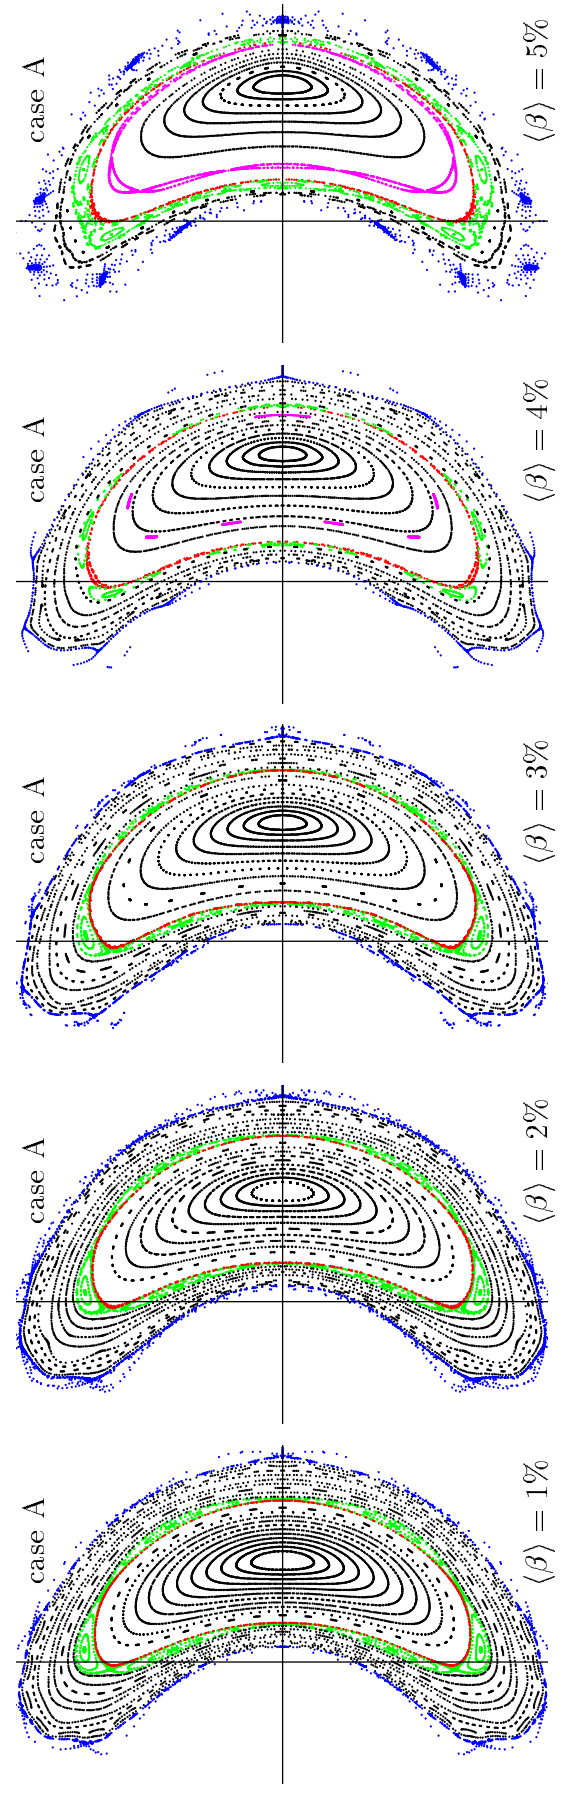 case A
⟨β⟩ = 5%
case A
⟨β⟩ = 4%
case A
⟨β⟩ = 3%
case A
⟨β⟩ = 2%
case A
⟨β⟩ = 1%